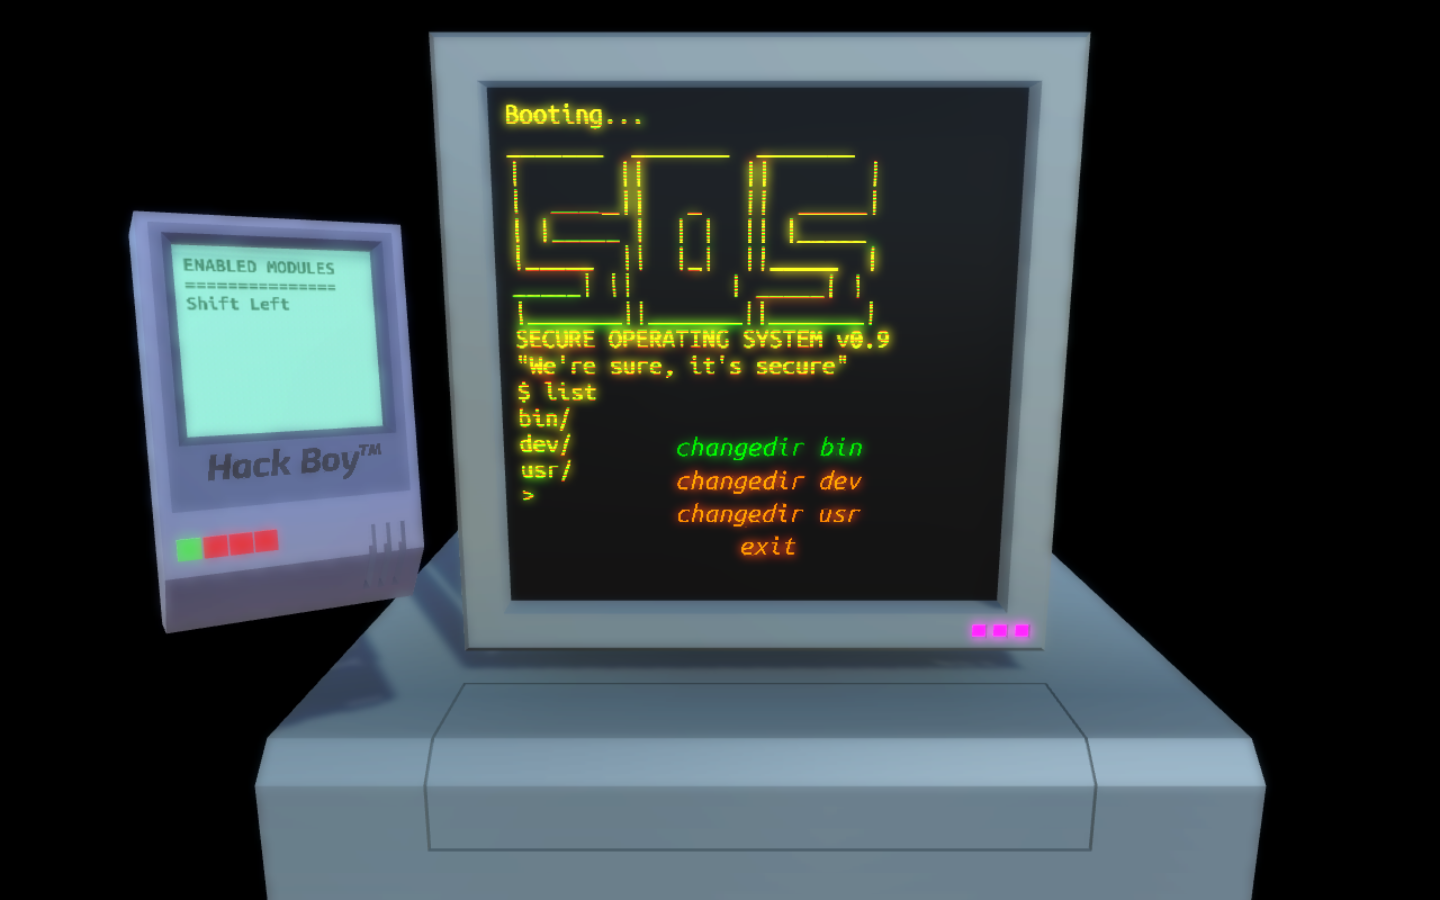 ENABLED MODULES
===============
Shift Left
Hack Boy™
Booting...
SOS
SECURE OPERATING SYSTEM v0.9
"We're sure, it's secure"
$ list
bin/
dev/
usr/
>
changedir bin
changedir dev
changedir usr
exit